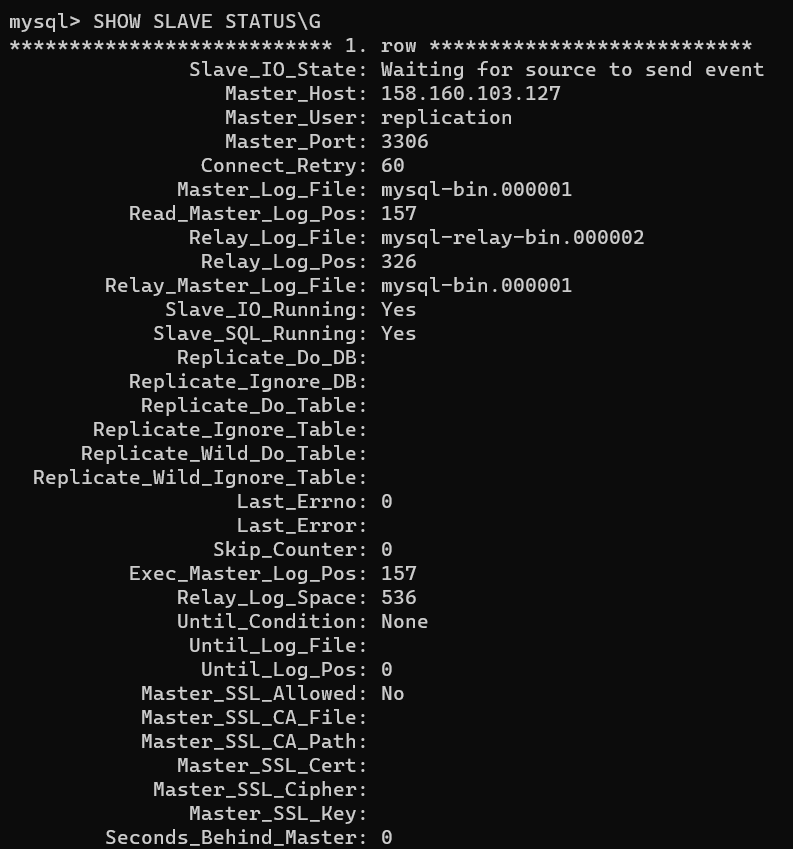 mysql> SHOW SLAVE STATUS\G
*************************** 1. row ***************************
Slave_IO_State: Waiting for source to send event
Master_Host: 158.160.103.127
Master_User: replication
Master_Port: 3306
Connect_Retry: 60
Master_Log_File: mysql-bin.000001
Read_Master_Log_Pos: 157
Relay_Log_File: mysql-relay-bin.000002
Relay_Log_Pos: 326
Relay_Master_Log_File: mysql-bin.000001
Slave_IO_Running: Yes
Slave_SQL_Running: Yes
Replicate_Do_DB:
Replicate_Ignore_DB:
Replicate_Do_Table:
Replicate_Ignore_Table:
Replicate_Wild_Do_Table:
Replicate_Wild_Ignore_Table:
Last_Errno: 0
Last_Error:
Skip_Counter: 0
Exec_Master_Log_Pos: 157
Relay_Log_Space: 536
Until_Condition: None
Until_Log_File:
Until_Log_Pos: 0
Master_SSL_Allowed: No
Master_SSL_CA_File:
Master_SSL_CA_Path:
Master_SSL_Cert:
Master_SSL_Cipher:
Master_SSL_Key:
Seconds_Behind_Master: 0